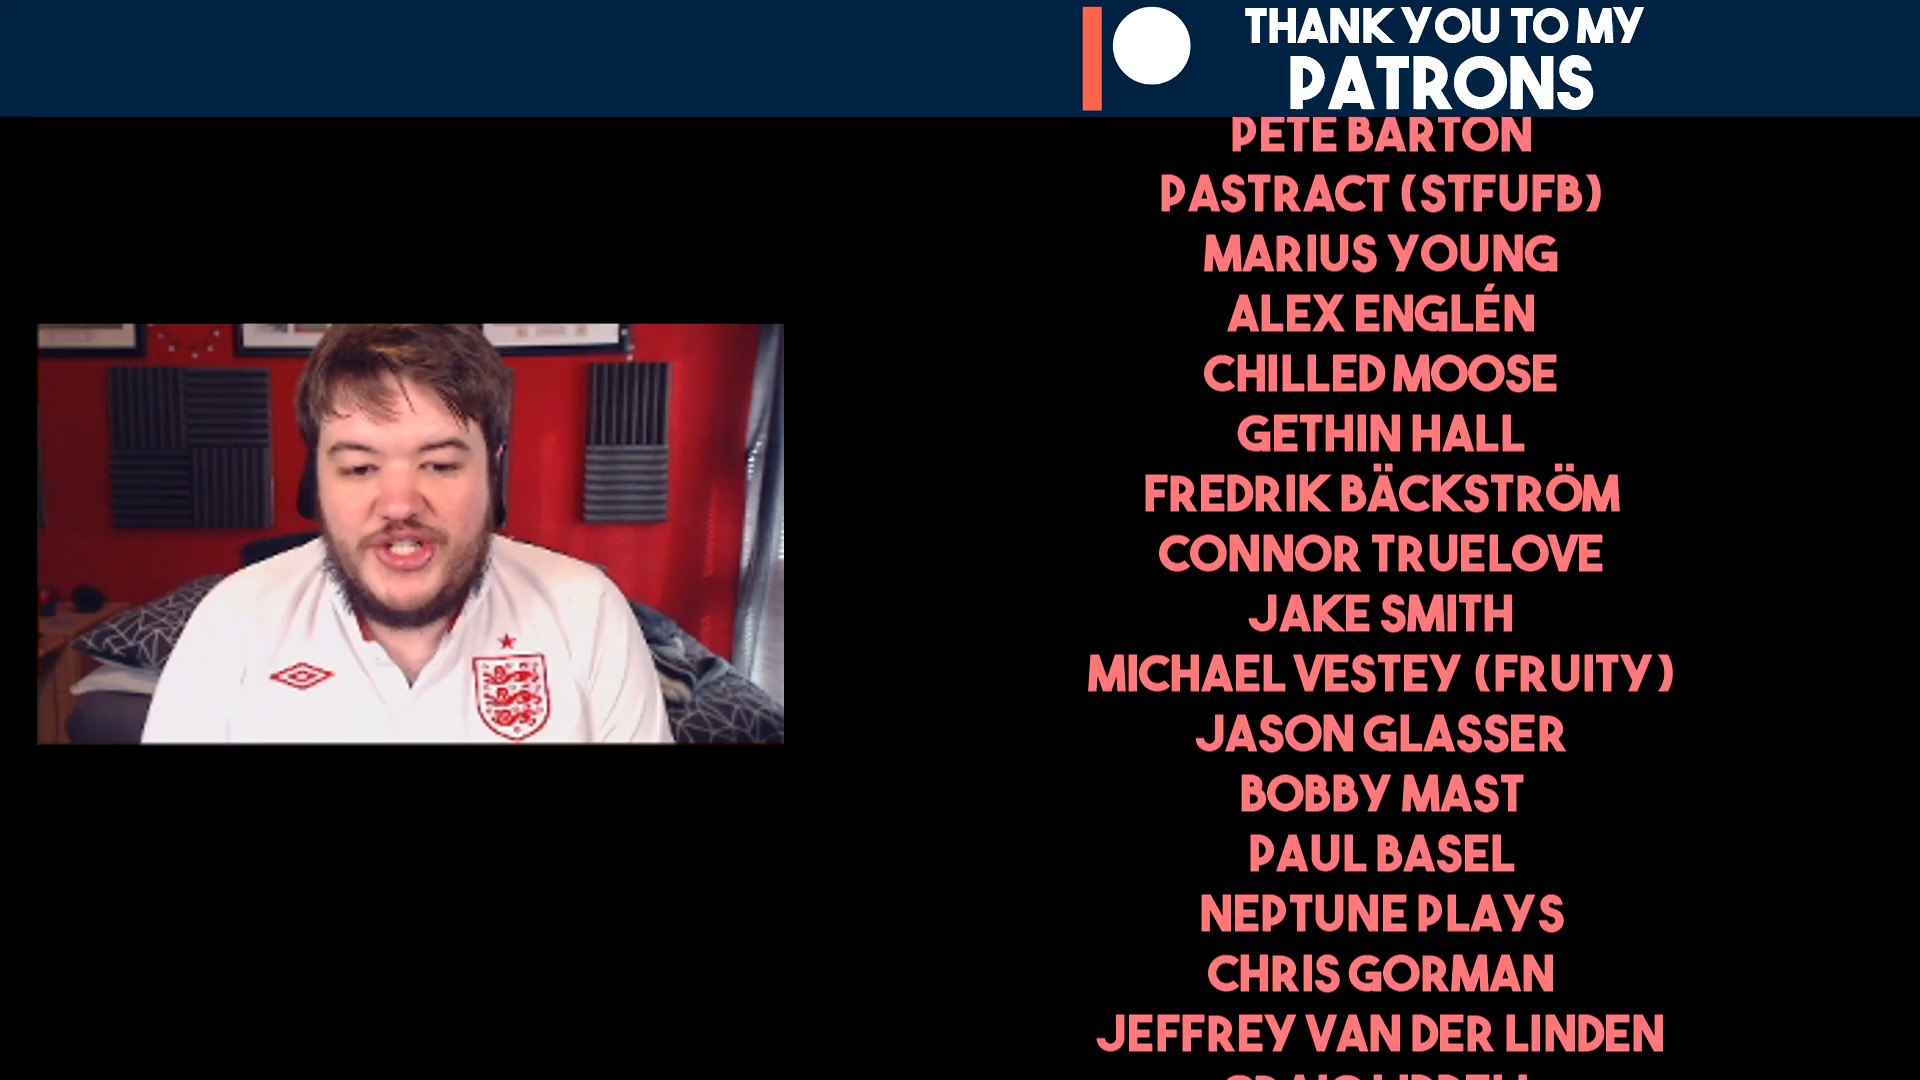 THANK YOU TO MY
PATRONS
PETE BARTON
PASTRACT (STFUFB)
MARIUS YOUNG
ALEX ENGLÉN
CHILLED MOOSE
GETHIN HALL
FREDRIK BÄCKSTRÖM
CONNOR TRUELOVE
JAKE SMITH
MICHAEL VESTEY (FRUITY)
JASON GLASSER
BOBBY MAST
PAUL BASEL
NEPTUNE PLAYS
CHRIS GORMAN
JEFFREY VAN DER LINDEN